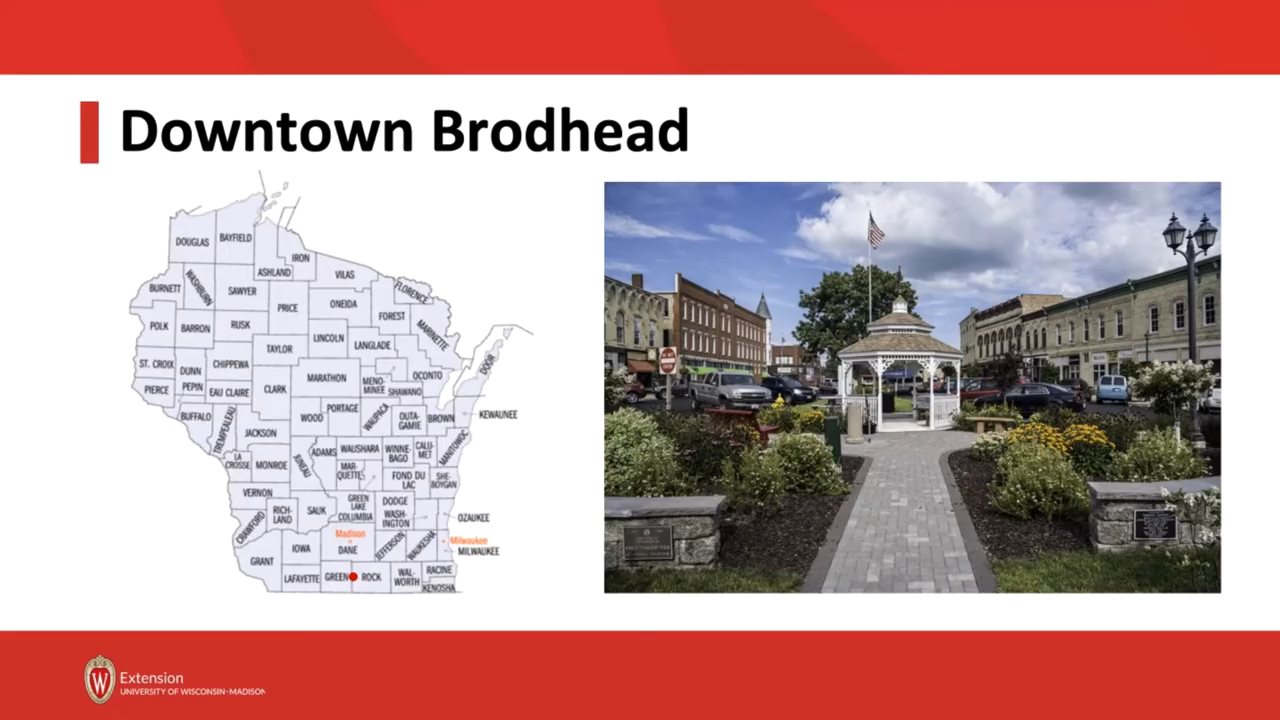 Downtown Brodhead
DOUGLAS
BAYFIELD
IRON
ASHLAND
VILAS
BURNETT
WASHBURN
SAWYER
FLORENCE
PRICE
ONEIDA
FOREST
POLK
BARRON
RUSK
MARINETTE
LINCOLN
LANGLADE
TAYLOR
ST. CROIX
DUNN
CHIPPEWA
DOOR
MARATHON
MENO-
MINEE
OCONTO
PIERCE
PEPIN
EAU CLAIRE
CLARK
SHAWANO
BUFFALO
TREMPEALEAU
WOOD
PORTAGE
WAUPACA
OUTA-
GAMIE
BROWN
KEWAUNEE
JACKSON
LA
CROSSE
MONROE
JUNEAU
ADAMS
WAUSHARA
WINNE-
BAGO
CALU-
MET
MANITOWOC
MAR-
QUETTE
FOND DU
LAC
SHE-
BOYGAN
VERNON
GREEN
LAKE
DODGE
CRAWFORD
RICH-
LAND
SAUK
COLUMBIA
WASH-
INGTON
OZAUKEE
Madison
DANE
JEFFERSON
WAUKESHA
Milwaukee
MILWAUKEE
GRANT
IOWA
LAFAYETTE
GREEN
ROCK
WAL-
WORTH
RACINE
KENOSHA
W
Extension
UNIVERSITY OF WISCONSIN-MADISON